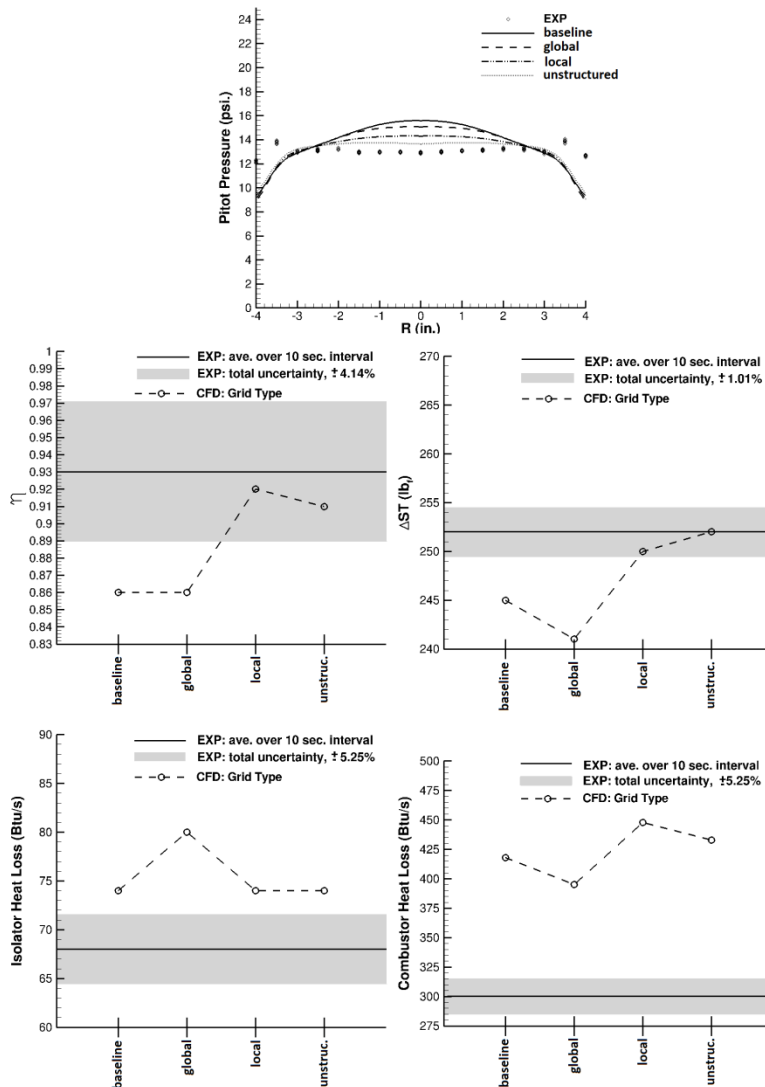 24
22
20
18
16
14
12
10
8
6
4
2
0
Pitot Pressure (psi.)
EXP
baseline
global
local
unstructured
-4 -3 -2 -1 0 1 2 3 4
R (in.)
1
0.99
0.98
0.97
0.96
0.95
0.94
0.93
0.92
0.91
0.9
0.89
0.88
0.87
0.86
0.85
0.84
0.83
η
EXP: ave. over 10 sec. interval
EXP: total uncertainty, ±4.14%
CFD: Grid Type
baseline
global
local
unstruc.
270
265
260
255
250
245
240
ΔST (lbf)
EXP: ave. over 10 sec. interval
EXP: total uncertainty, ±1.01%
CFD: Grid Type
baseline
global
local
unstruc.
90
85
80
75
70
65
60
Isolator Heat Loss (Btu/s)
EXP: ave. over 10 sec. interval
EXP: total uncertainty, ±5.25%
CFD: Grid Type
baseline
global
local
unstruc.
500
475
450
425
400
375
350
325
300
275
Combustor Heat Loss (Btu/s)
EXP: ave. over 10 sec. interval
EXP: total uncertainty, ±5.25%
CFD: Grid Type
baseline
global
local
unstruc.